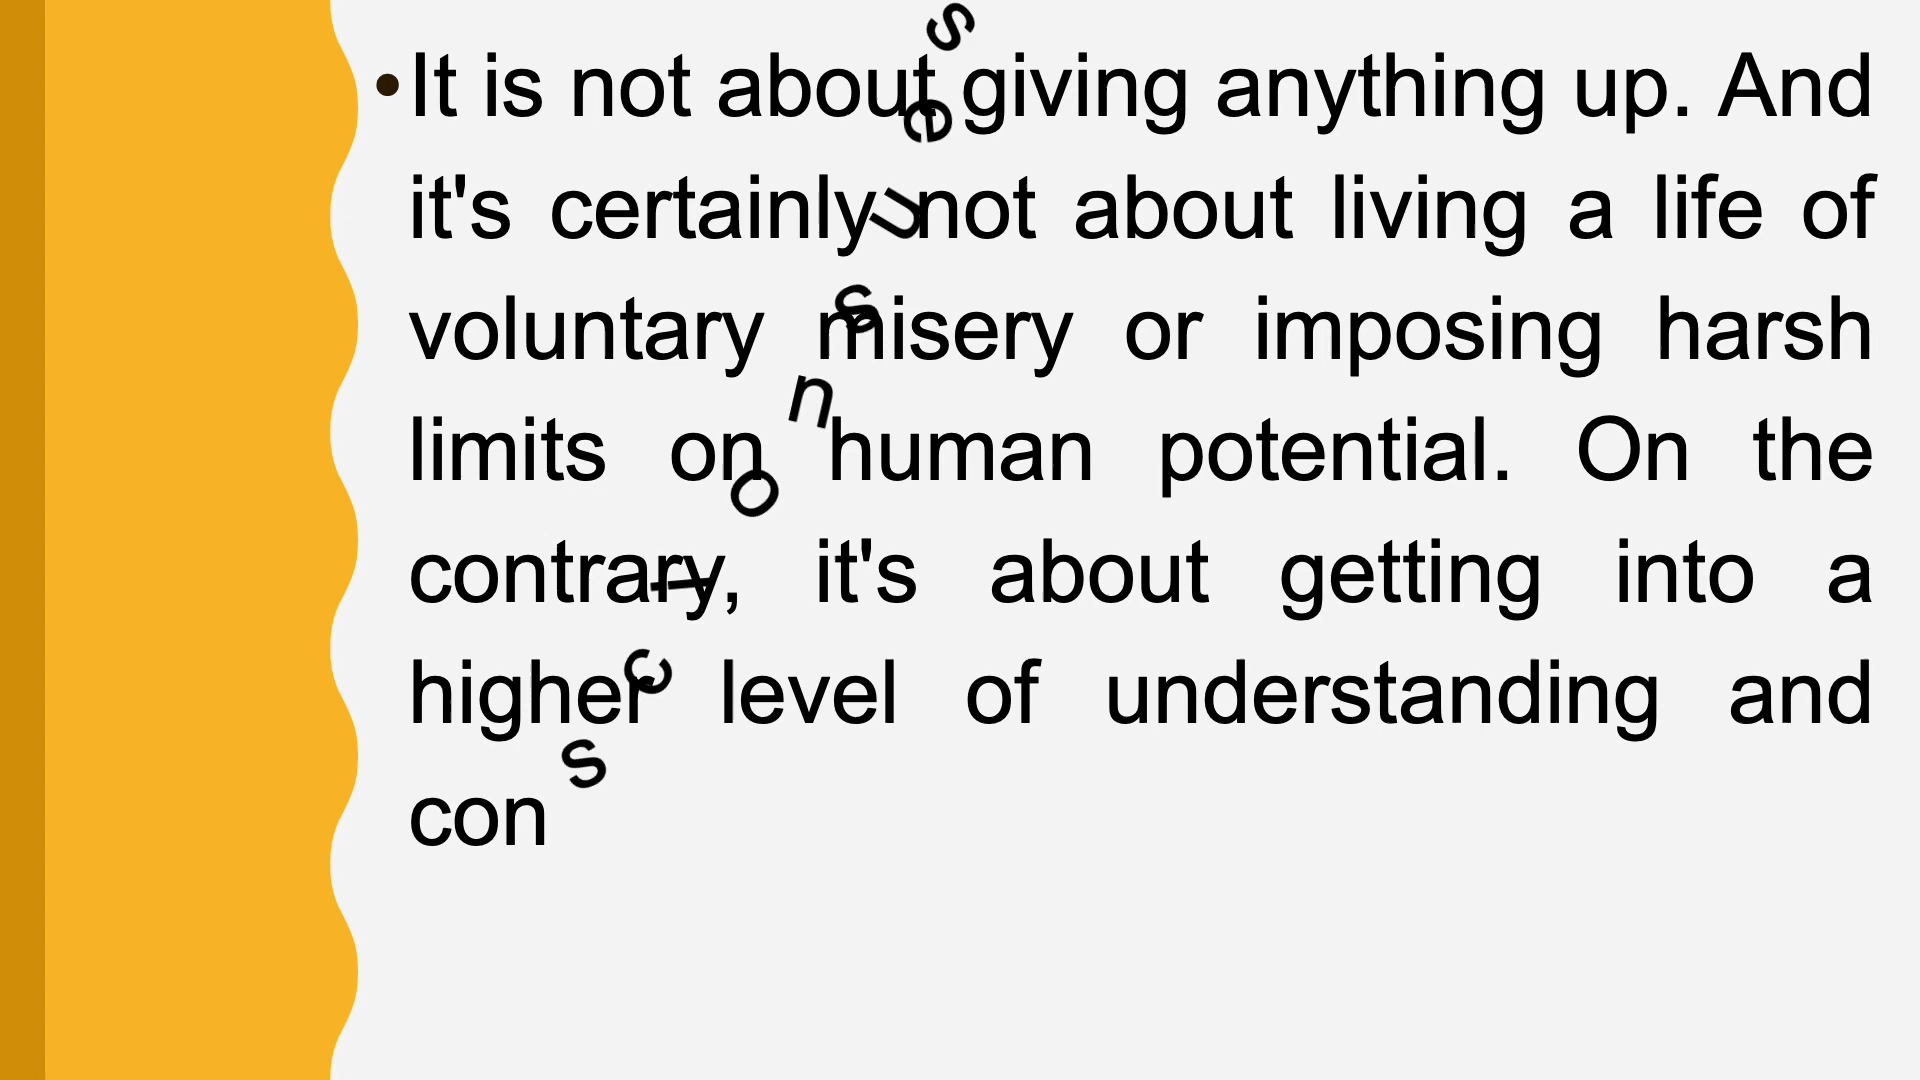 •It is not about giving anything up. And
it's certainly not about living a life of
voluntary misery or imposing harsh
limits on human potential. On the
contrary, it's about getting into a
higher level of understanding and
con
s
c
i
o
n
s
u
e
s